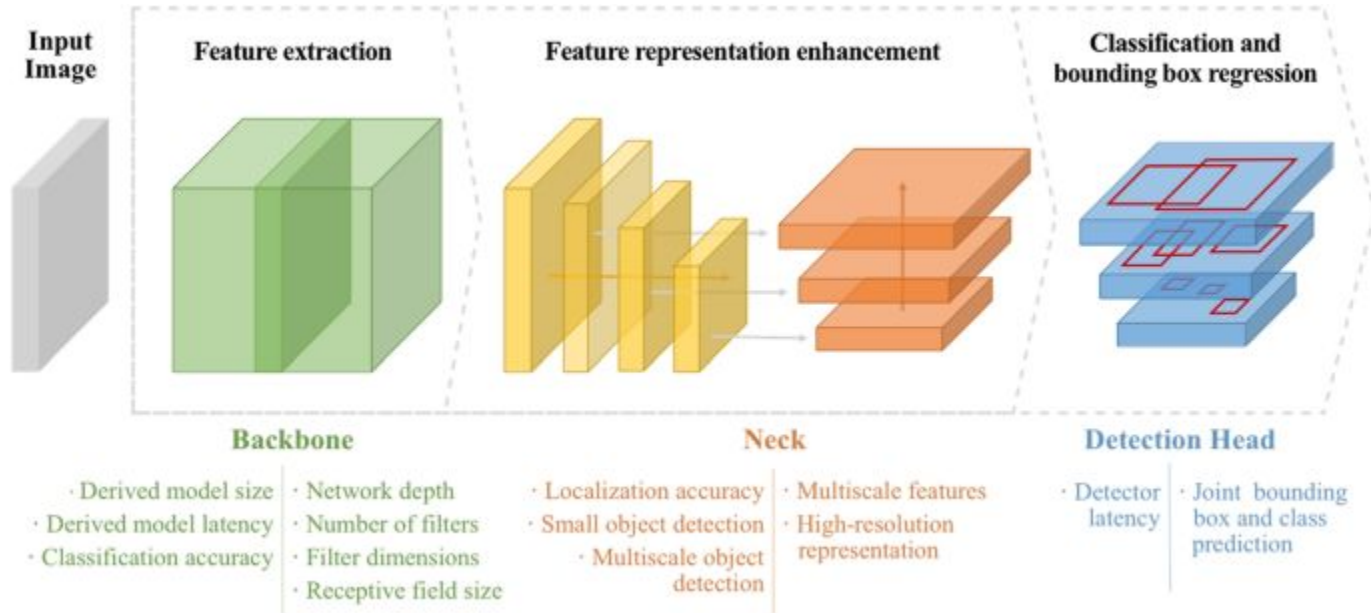 Input
Image
Feature extraction
Feature representation enhancement
Classification and
bounding box regression
Backbone
· Derived model size
· Derived model latency
· Classification accuracy
· Network depth
· Number of filters
· Filter dimensions
· Receptive field size
Neck
· Localization accuracy
· Small object detection
· Multiscale object
detection
· Multiscale features
· High-resolution
representation
Detection Head
· Detector
latency
· Joint bounding
box and class
prediction